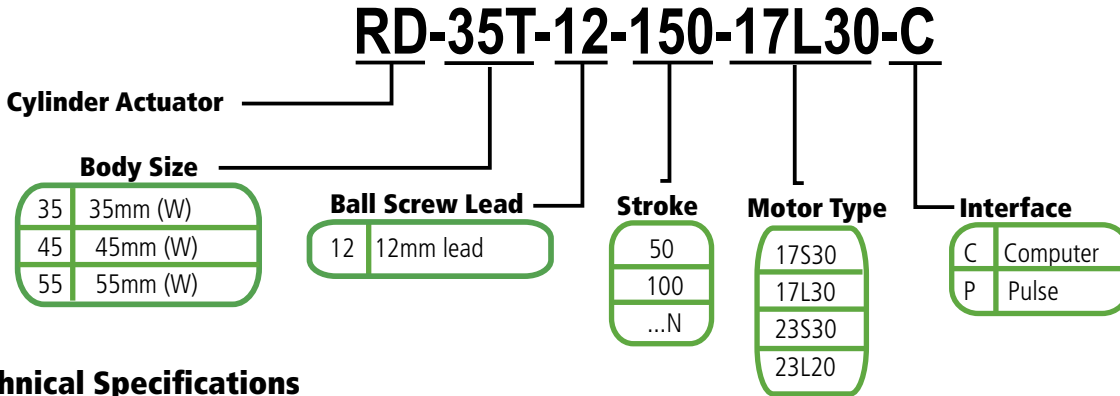 RD-35T-12-150-17L30-C
Cylinder Actuator
Body Size
35 35mm (W)
45 45mm (W)
55 55mm (W)
Ball Screw Lead
12 12mm lead
Stroke
50
100
...N
Motor Type
17S30
17L30
23S30
23L20
Interface
C Computer
P Pulse
hnical Specifications